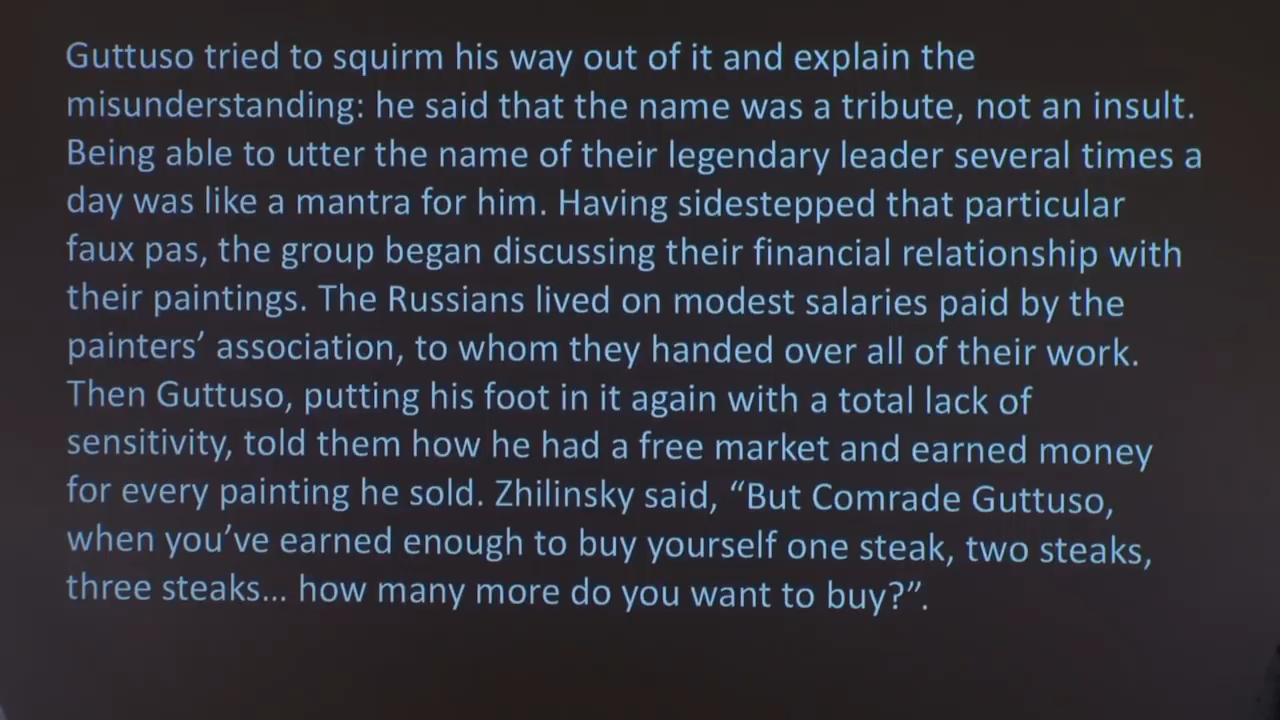 Guttuso tried to squirm his way out of it and explain the
misunderstanding: he said that the name was a tribute, not an insult.
Being able to utter the name of their legendary leader several times a
day was like a mantra for him. Having sidestepped that particular
faux pas, the group began discussing their financial relationship with
their paintings. The Russians lived on modest salaries paid by the
painters’ association, to whom they handed over all of their work.
Then Guttuso, putting his foot in it again with a total lack of
sensitivity, told them how he had a free market and earned money
for every painting he sold. Zhilinsky said, “But Comrade Guttuso,
when you’ve earned enough to buy yourself one steak, two steaks,
three steaks… how many more do you want to buy?”.